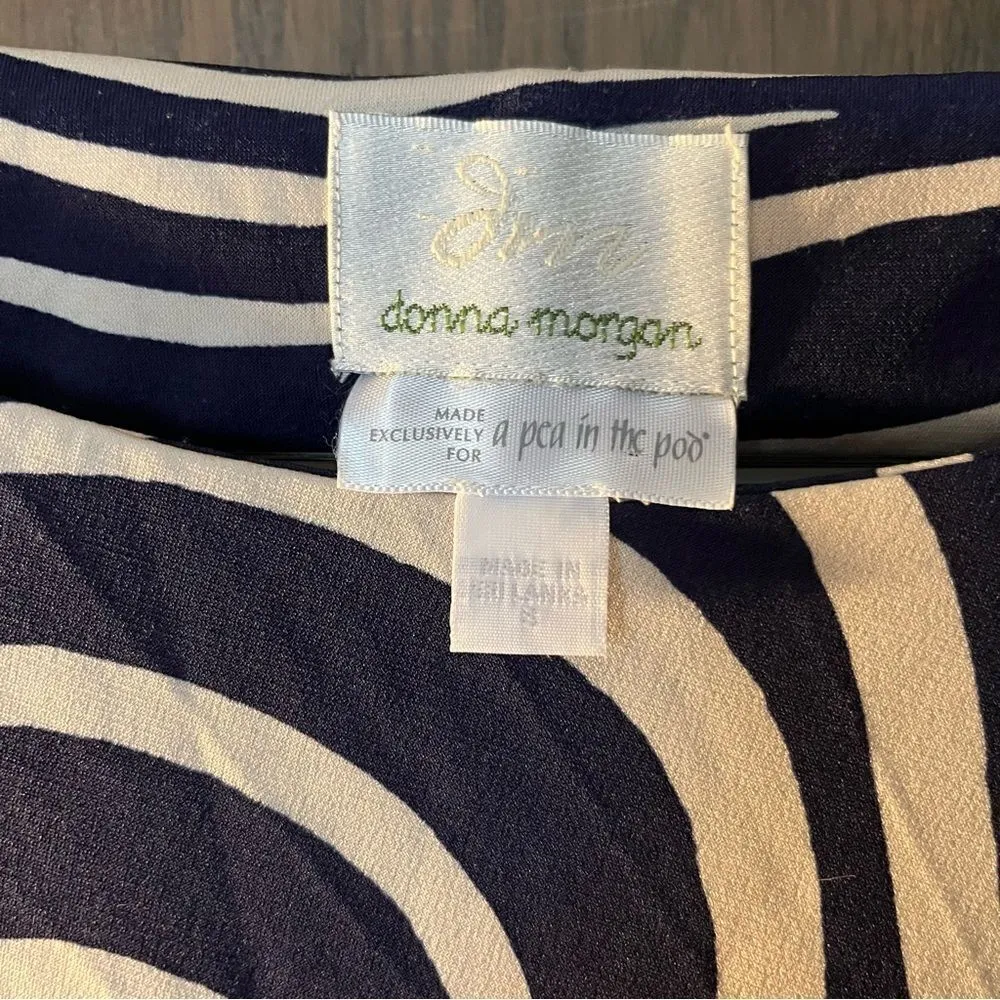 donna morgan
MADE
EXCLUSIVELY
FOR
a pea in the pod®
MADE IN
SRI LANKA
S